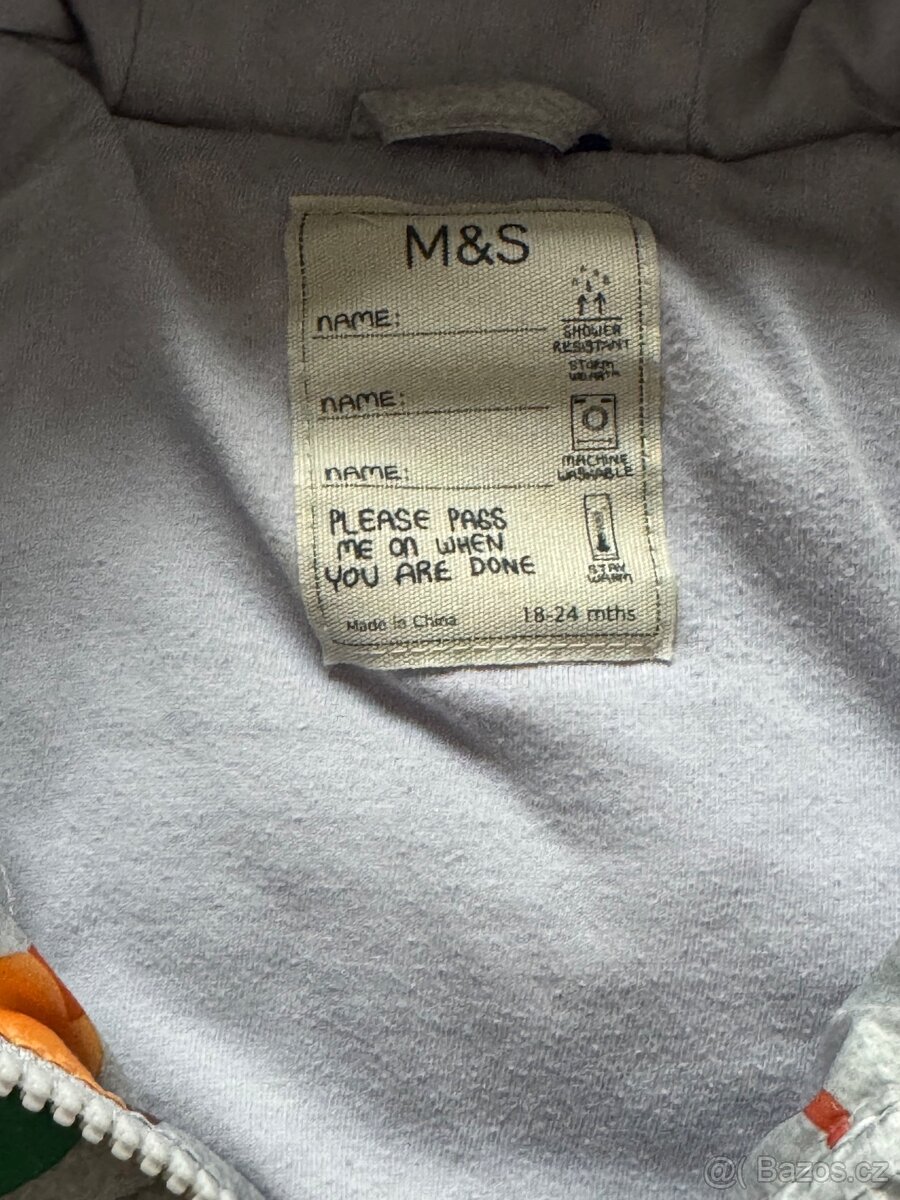 M&S
NAME:
NAME:
NAME:
PLEASE PASS
ME ON WHEN
YOU ARE DONE
Made in China
18-24 mths
SHOWER
RESISTANT
STORM
WEAR™
MACHINE
WASHABLE
STAY
WARM
@( Bazos.cz